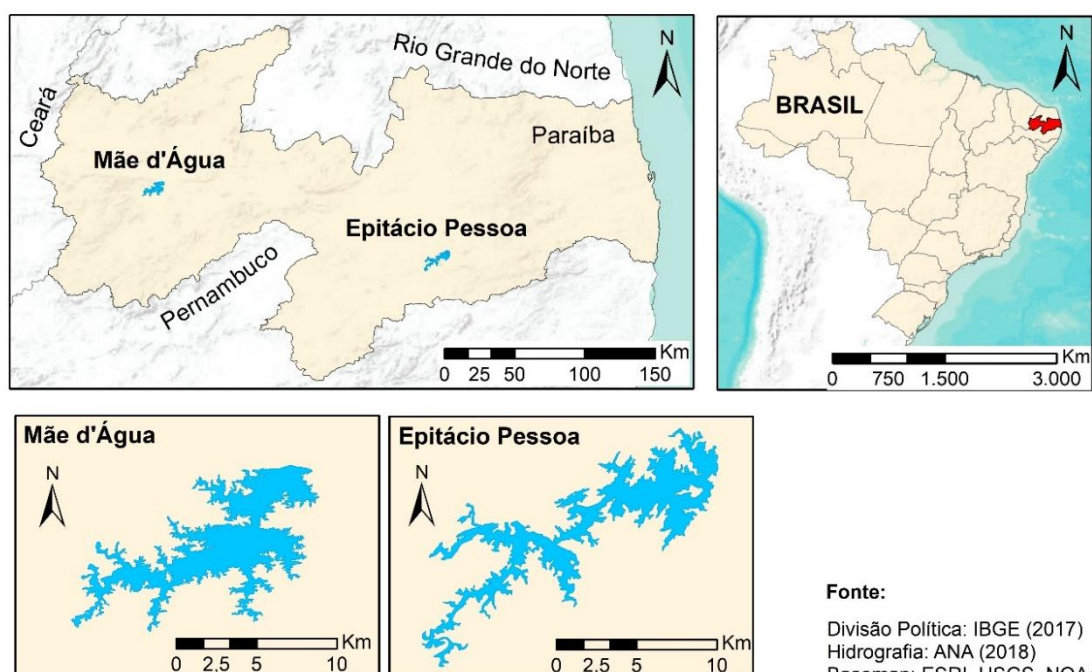 Rio Grande do Norte
N
Ceará
Paraíba
Mãe d'Água
Epitácio Pessoa
Pernambuco
Km
0 25 50 100 150
N
BRASIL
Km
0 750 1.500 3.000
Mãe d'Água
N
Km
0 2,5 5 10
Epitácio Pessoa
N
Km
0 2,5 5 10
Fonte:
Divisão Política: IBGE (2017)
Hidrografia: ANA (2018)